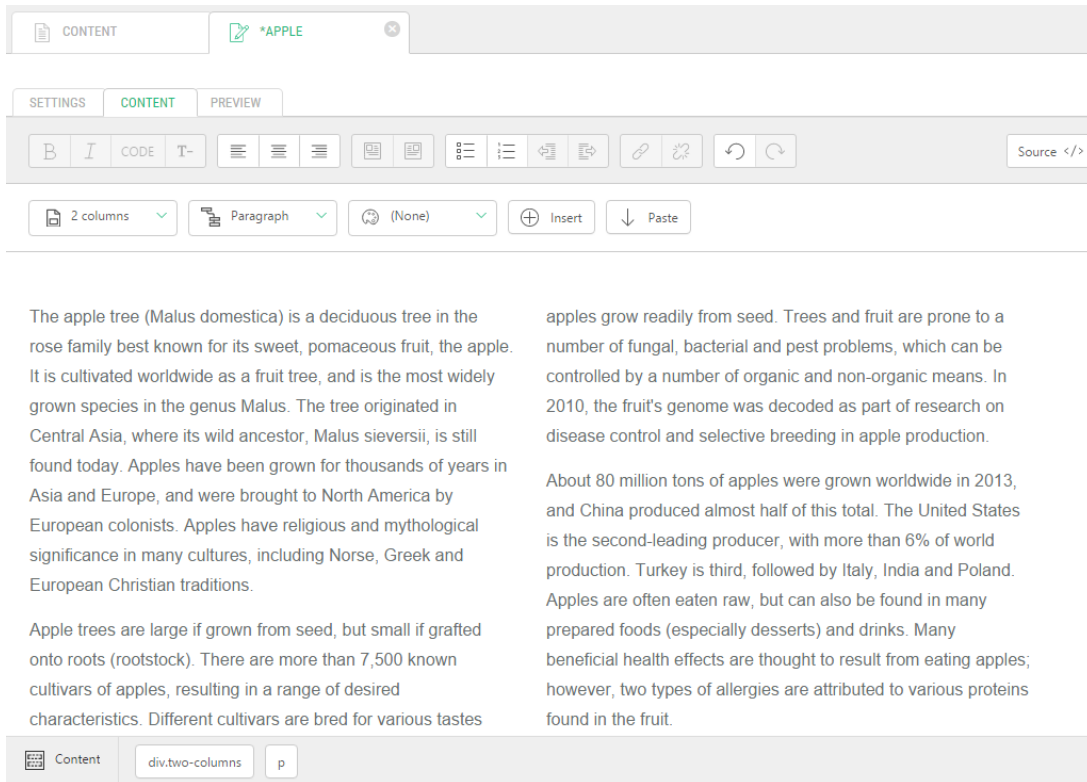 CONTENT
*APPLE
SETTINGS
CONTENT
PREVIEW
B I CODE T-
Source </>
2 columns
Paragraph
(None)
Insert
Paste
The apple tree (Malus domestica) is a deciduous tree in the
rose family best known for its sweet, pomaceous fruit, the apple.
It is cultivated worldwide as a fruit tree, and is the most widely
grown species in the genus Malus. The tree originated in
Central Asia, where its wild ancestor, Malus sieversii, is still
found today. Apples have been grown for thousands of years in
Asia and Europe, and were brought to North America by
European colonists. Apples have religious and mythological
significance in many cultures, including Norse, Greek and
European Christian traditions.
Apple trees are large if grown from seed, but small if grafted
onto roots (rootstock). There are more than 7,500 known
cultivars of apples, resulting in a range of desired
characteristics. Different cultivars are bred for various tastes
apples grow readily from seed. Trees and fruit are prone to a
number of fungal, bacterial and pest problems, which can be
controlled by a number of organic and non-organic means. In
2010, the fruit's genome was decoded as part of research on
disease control and selective breeding in apple production.
About 80 million tons of apples were grown worldwide in 2013,
and China produced almost half of this total. The United States
is the second-leading producer, with more than 6% of world
production. Turkey is third, followed by Italy, India and Poland.
Apples are often eaten raw, but can also be found in many
prepared foods (especially desserts) and drinks. Many
beneficial health effects are thought to result from eating apples;
however, two types of allergies are attributed to various proteins
found in the fruit.
Content
div.two-columns
p